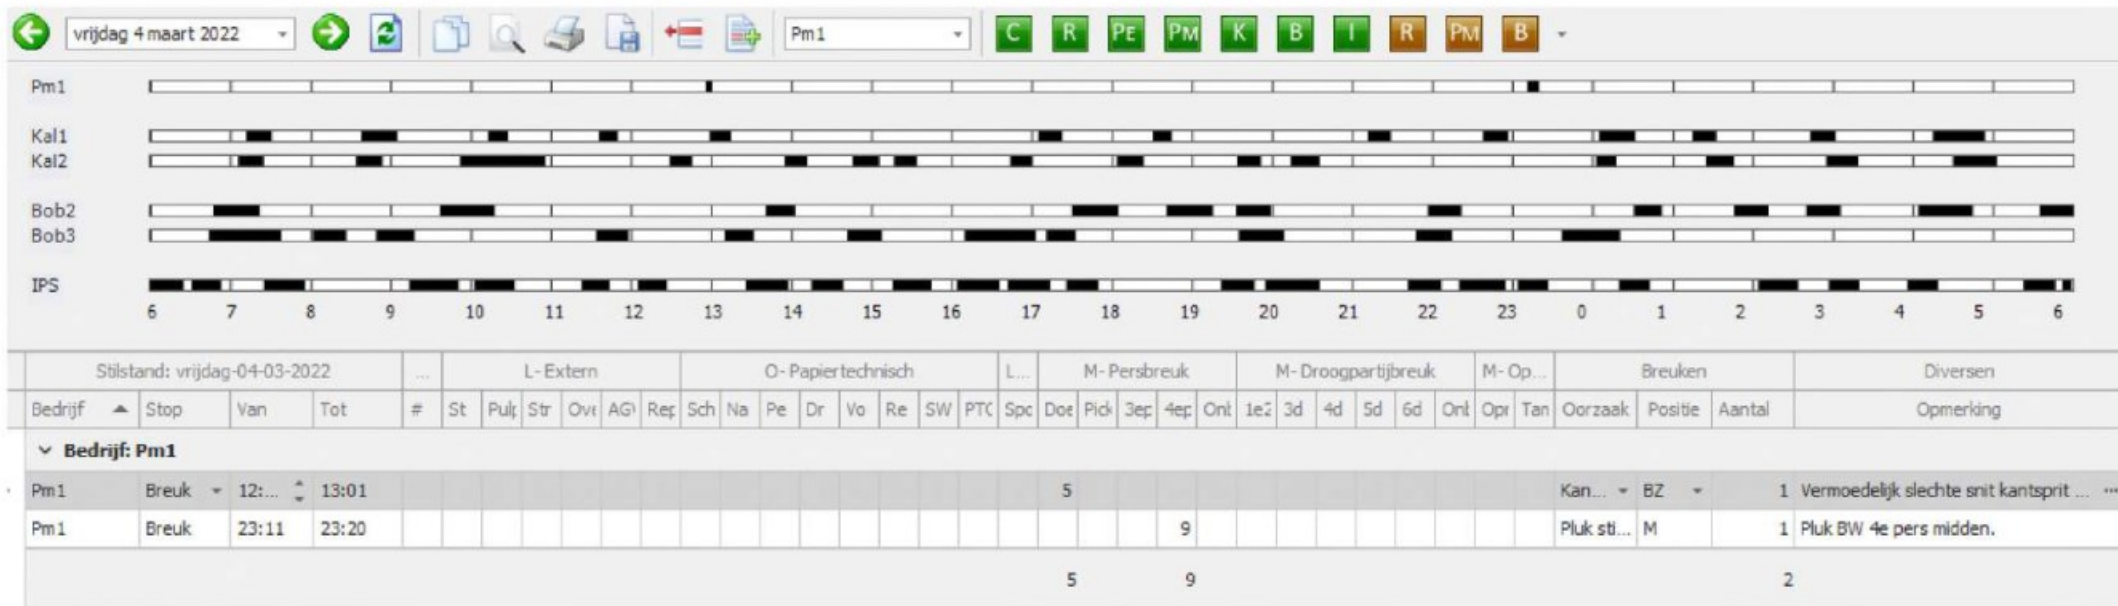 vrijdag 4 maart 2022 Pm1 C R PE PM K B I R PM B
Pm1
Kal1
Kal2
Bob2
Bob3
IPS
6 7 8 9 10 11 12 13 14 15 16 17 18 19 20 21 22 23 0 1 2 3 4 5 6
Stilstand: vrijdag-04-03-2022 ... L- Extern O- Papiertechnisch L... M- Persbreuk M- Droogpartijbreuk M- Op... Breuken Diversen
Bedrijf Stop Van Tot # St Pulp Str Ove AG Rep Sch Na Pe Dr Vo Re SW PTC Spo Doe Pick 3ep 4ep Ont 1e2 3d 4d 5d 6d Ont Opr Tan Oorzaak Positie Aantal Opmerking
Bedrijf: Pm1
Pm1 Breuk 12:... 13:01 5 Kan... BZ 1 Vermoedelijk slechte snit kantsprit ... ...
Pm1 Breuk 23:11 23:20 9 Pluk sti... M 1 Pluk BW 4e pers midden.
5 9 2